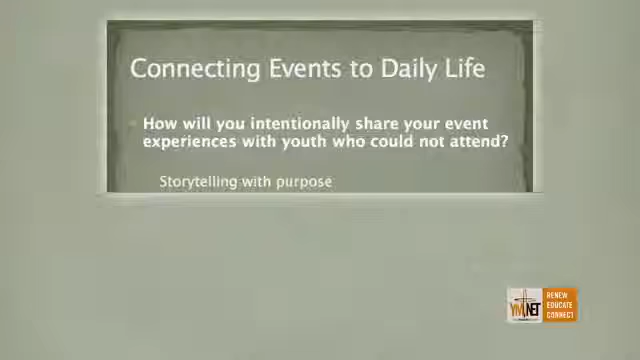 Connecting Events to Daily Life
How will you intentionally share your event
experiences with youth who could not attend?
Storytelling with purpose
YMNET
RENEW
EDUCATE
CONNECT